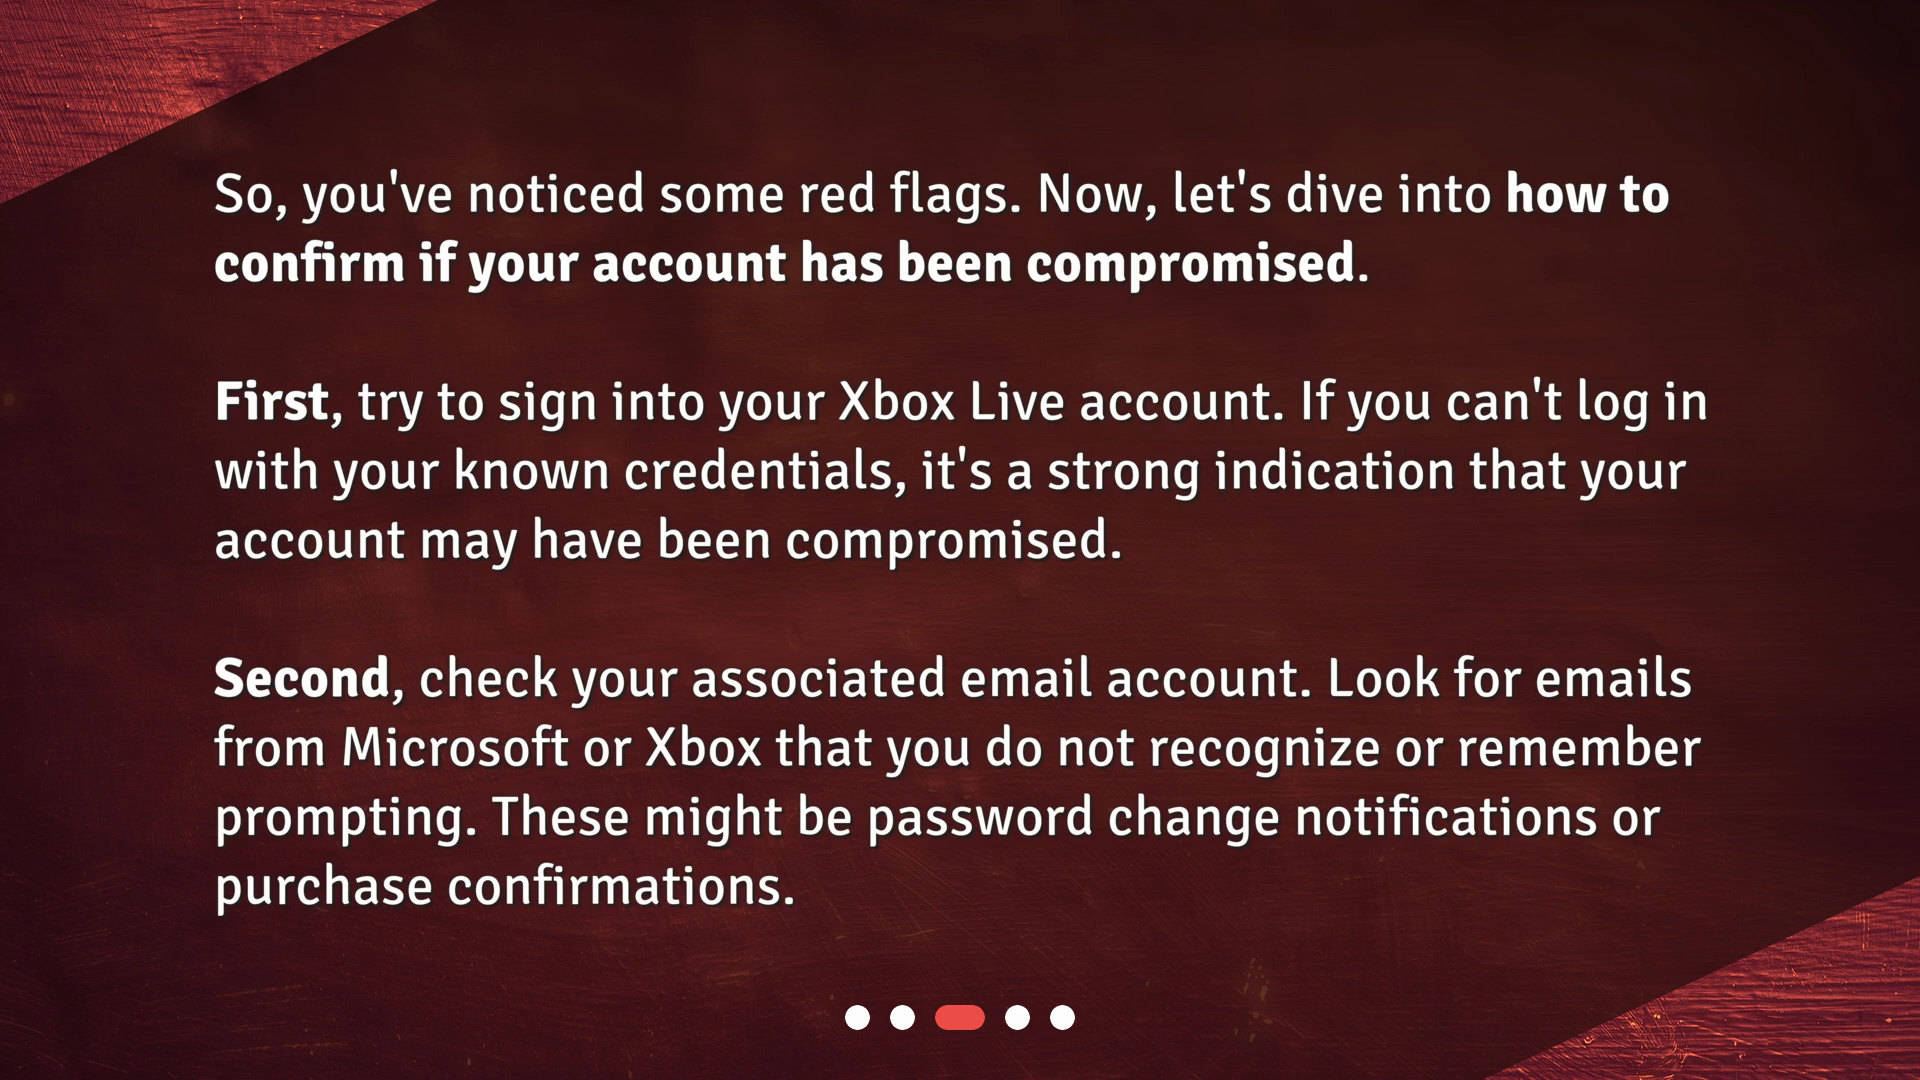 So, you've noticed some red flags. Now, let's dive into how to
confirm if your account has been compromised.
First, try to sign into your Xbox Live account. If you can't log in
with your known credentials, it's a strong indication that your
account may have been compromised.
Second, check your associated email account. Look for emails
from Microsoft or Xbox that you do not recognize or remember
prompting. These might be password change notifications or
purchase confirmations.